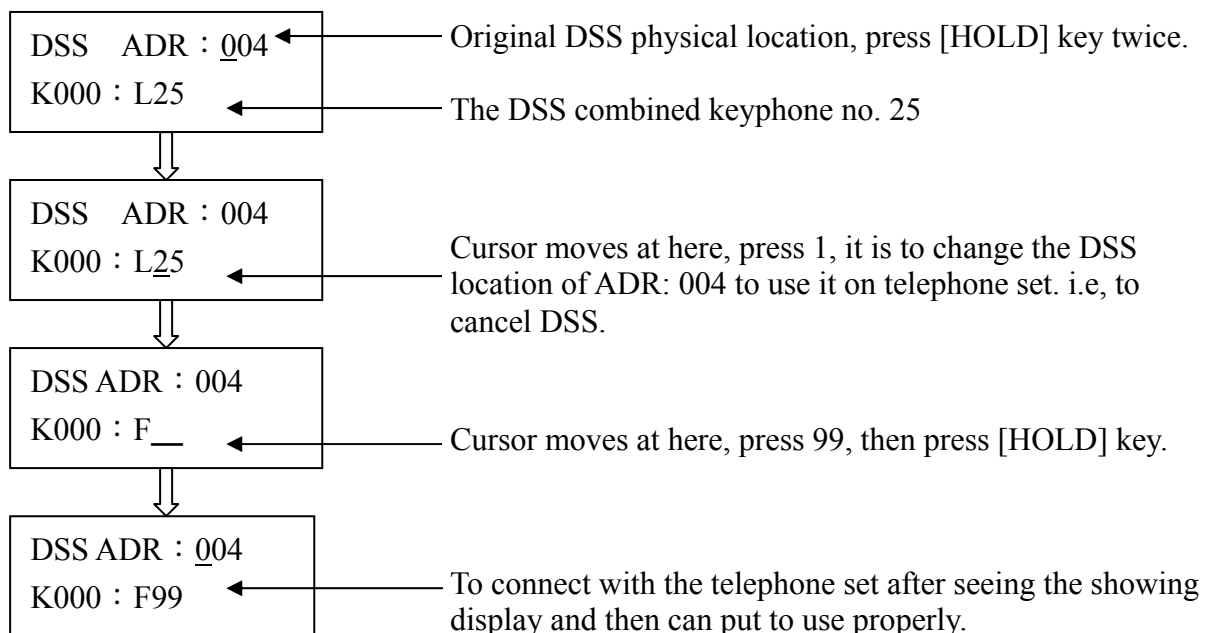 DSS ADR：004
Original DSS physical location, press [HOLD] key twice.
K000：L25
The DSS combined keyphone no. 25
DSS ADR：004
K000：L25
Cursor moves at here, press 1, it is to change the DSS
location of ADR: 004 to use it on telephone set. i.e, to
cancel DSS.
DSS ADR：004
K000：F__
Cursor moves at here, press 99, then press [HOLD] key.
DSS ADR：004
K000：F99
To connect with the telephone set after seeing the showing
display and then can put to use properly.